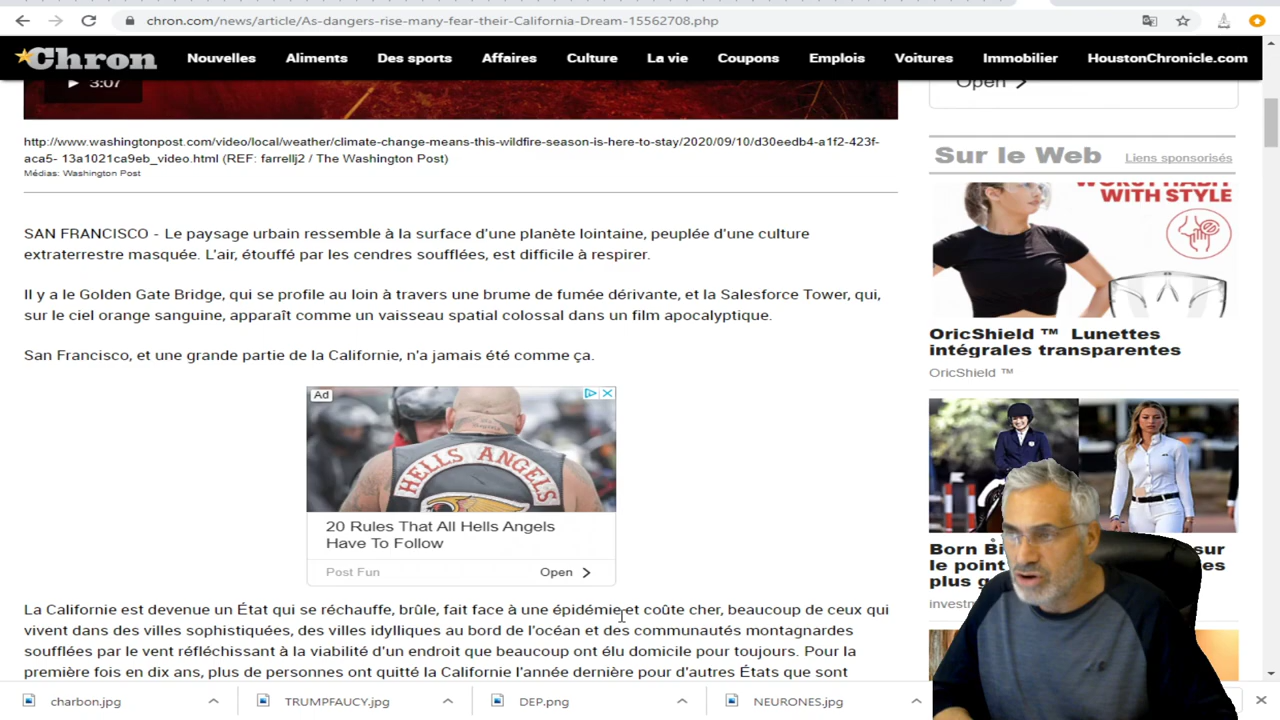 chron.com/news/article/As-dangers-rise-many-fear-their-California-Dream-15562708.php
Chron
Nouvelles
Aliments
Des sports
Affaires
Culture
La vie
Coupons
Emplois
Voitures
Immobilier
HoustonChronicle.com
3:07
Open
http://www.washingtonpost.com/video/local/weather/climate-change-means-this-wildfire-season-is-here-to-stay/2020/09/10/d30eedb4-a1f2-423f-
aca5- 13a1021ca9eb_video.html (REF: farrellj2 / The Washington Post)
Médias: Washington Post
SAN FRANCISCO - Le paysage urbain ressemble à la surface d'une planète lointaine, peuplée d'une culture
extraterrestre masquée. L'air, étouffé par les cendres soufflées, est difficile à respirer.
Il y a le Golden Gate Bridge, qui se profile au loin à travers une brume de fumée dérivante, et la Salesforce Tower, qui,
sur le ciel orange sanguine, apparaît comme un vaisseau spatial colossal dans un film apocalyptique.
San Francisco, et une grande partie de la Californie, n'a jamais été comme ça.
Ad
HELLS ANGELS
20 Rules That All Hells Angels
Have To Follow
Post Fun
Open
La Californie est devenue un État qui se réchauffe, brûle, fait face à une épidémie et coûte cher, beaucoup de ceux qui
vivent dans des villes sophistiquées, des villes idylliques au bord de l'océan et des communautés montagnardes
soufflées par le vent réfléchissant à la viabilité d'un endroit que beaucoup ont élu domicile pour toujours. Pour la
première fois en dix ans, plus de personnes ont quitté la Californie l'année dernière pour d'autres États que sont
Sur le Web
Liens sponsorisés
WORST HABIT
WITH STYLE
OricShield ™ Lunettes
intégrales transparentes
OricShield ™
Born Bi
sur
le point
es
plus g
invest
charbon.jpg
TRUMPFAUCY.jpg
DEP.png
NEURONES.jpg